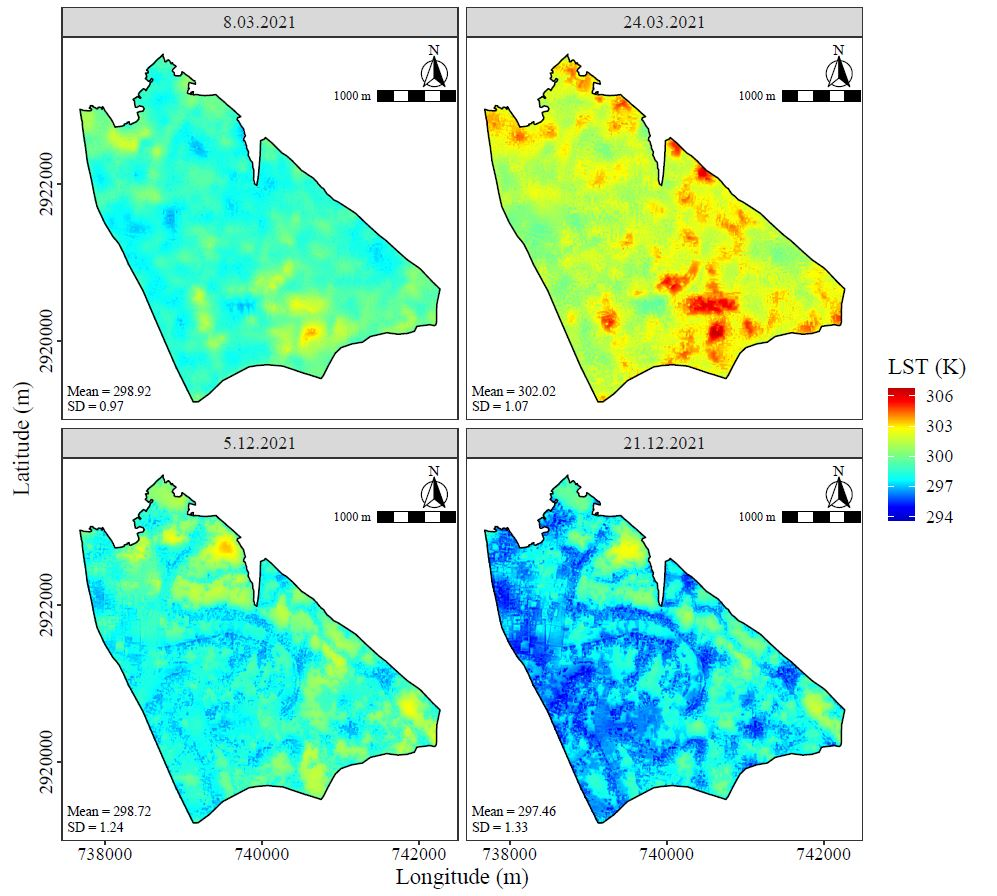 8.03.2021
24.03.2021
N
1000 m
N
1000 m
2922000
2920000
Mean = 298.92
SD = 0.97
Mean = 302.02
SD = 1.07
5.12.2021
21.12.2021
N
1000 m
N
1000 m
2922000
2920000
Mean = 298.72
SD = 1.24
Mean = 297.46
SD = 1.33
738000
740000
742000
738000
740000
742000
Longitude (m)
Latitude (m)
LST (K)
306
303
300
297
294